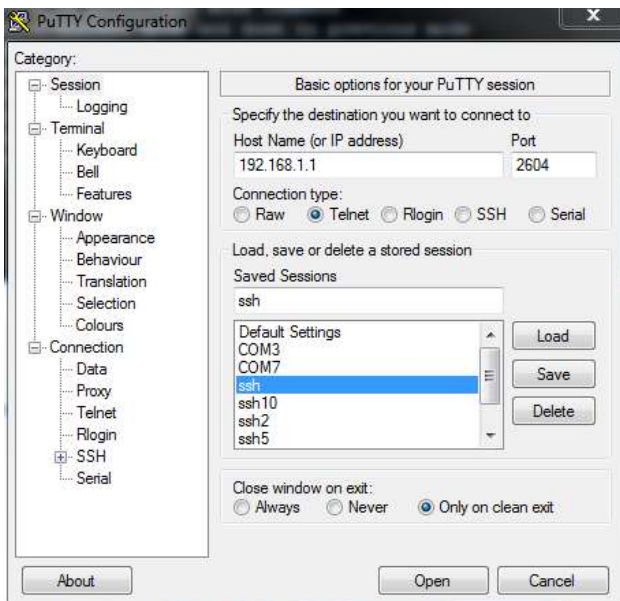 PuTTY Configuration
Category:
Session
Logging
Terminal
Keyboard
Bell
Features
Window
Appearance
Behaviour
Translation
Selection
Colours
Connection
Data
Proxy
Telnet
Rlogin
SSH
Serial
Basic options for your PuTTY session
Specify the destination you want to connect to
Host Name (or IP address) Port
192.168.1.1 2604
Connection type:
Raw Telnet Rlogin SSH Serial
Load, save or delete a stored session
Saved Sessions
ssh
Default Settings
COM3
COM7
ssh
ssh10
ssh2
ssh5
Load
Save
Delete
Close window on exit:
Always Never Only on clean exit
About Open Cancel